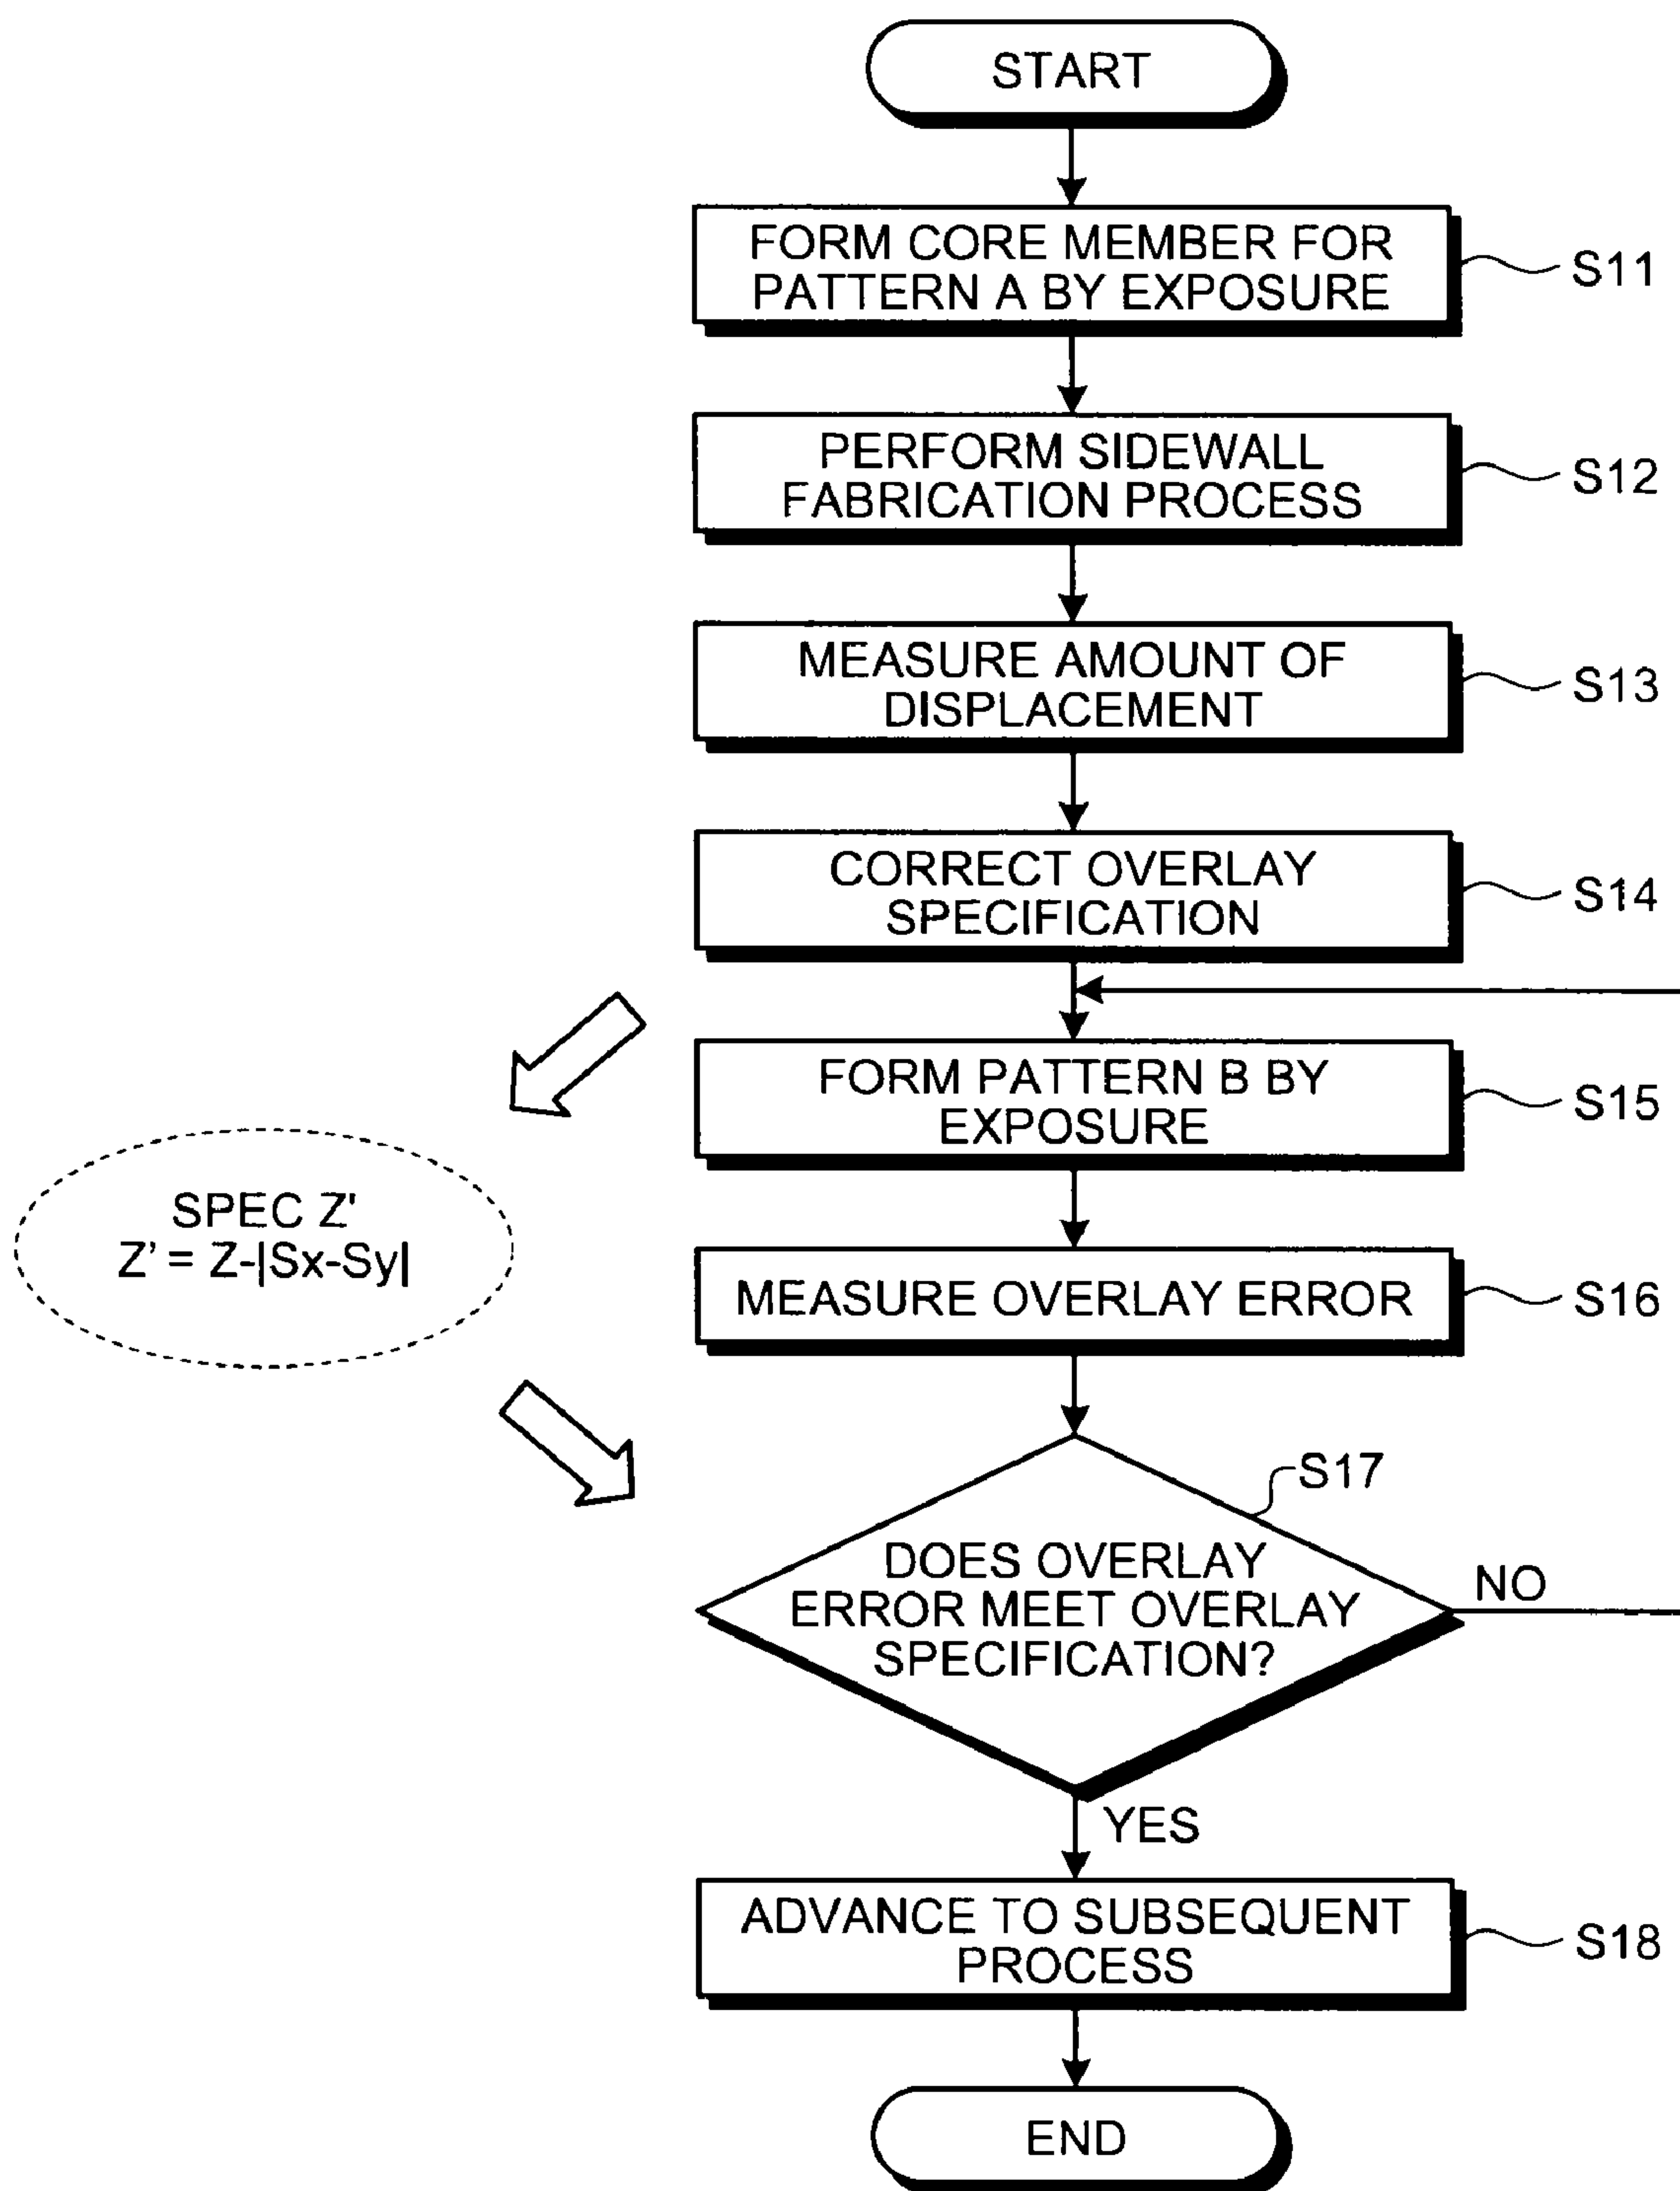 START
FORM CORE MEMBER FOR
PATTERN A BY EXPOSURE
S11
PERFORM SIDEWALL
FABRICATION PROCESS
S12
MEASURE AMOUNT OF
DISPLACEMENT
S13
CORRECT OVERLAY
SPECIFICATION
S14
FORM PATTERN B BY
EXPOSURE
S15
SPEC Z'
Z' = Z-|Sx-Sy|
MEASURE OVERLAY ERROR
S16
S17
DOES OVERLAY
ERROR MEET OVERLAY
SPECIFICATION?
NO
YES
ADVANCE TO SUBSEQUENT
PROCESS
S18
END